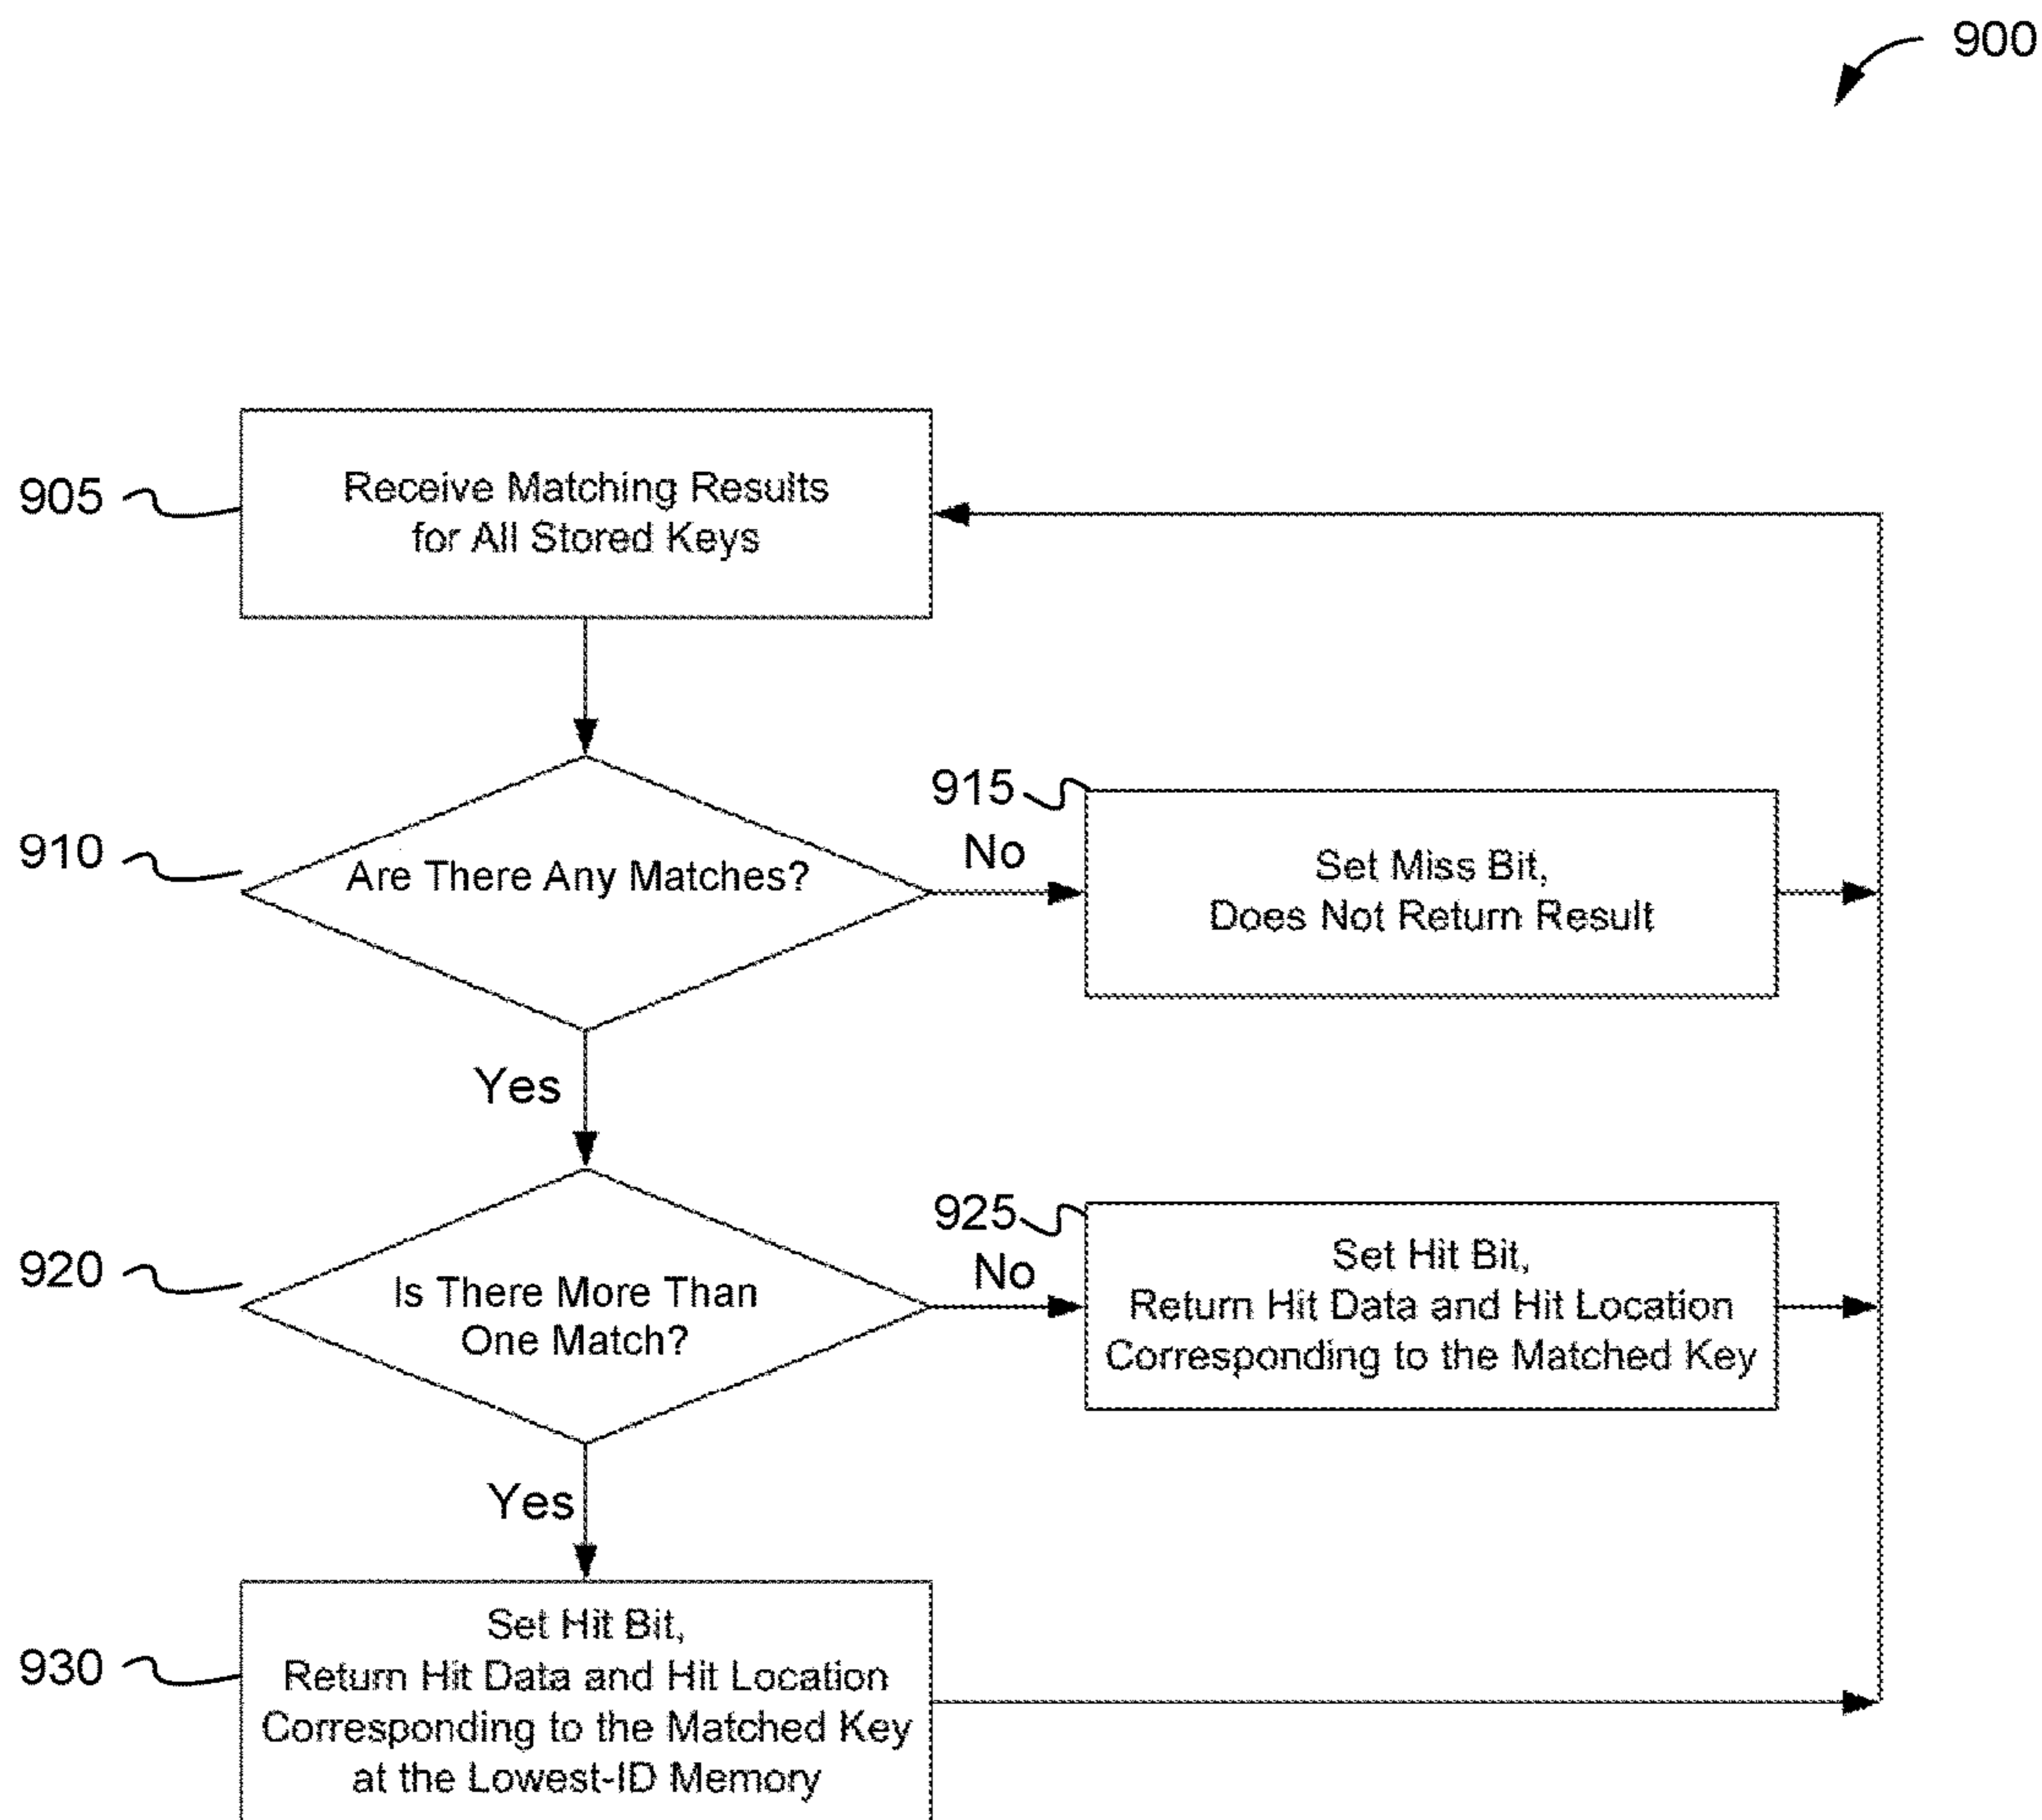 900
905
Receive Matching Results
for All Stored Keys
910
Are There Any Matches?
No
915
Set Miss Bit,
Does Not Return Result
Yes
920
Is There More Than
One Match?
No
925
Set Hit Bit,
Return Hit Data and Hit Location
Corresponding to the Matched Key
Yes
930
Set Hit Bit,
Return Hit Data and Hit Location
Corresponding to the Matched Key
at the Lowest-ID Memory